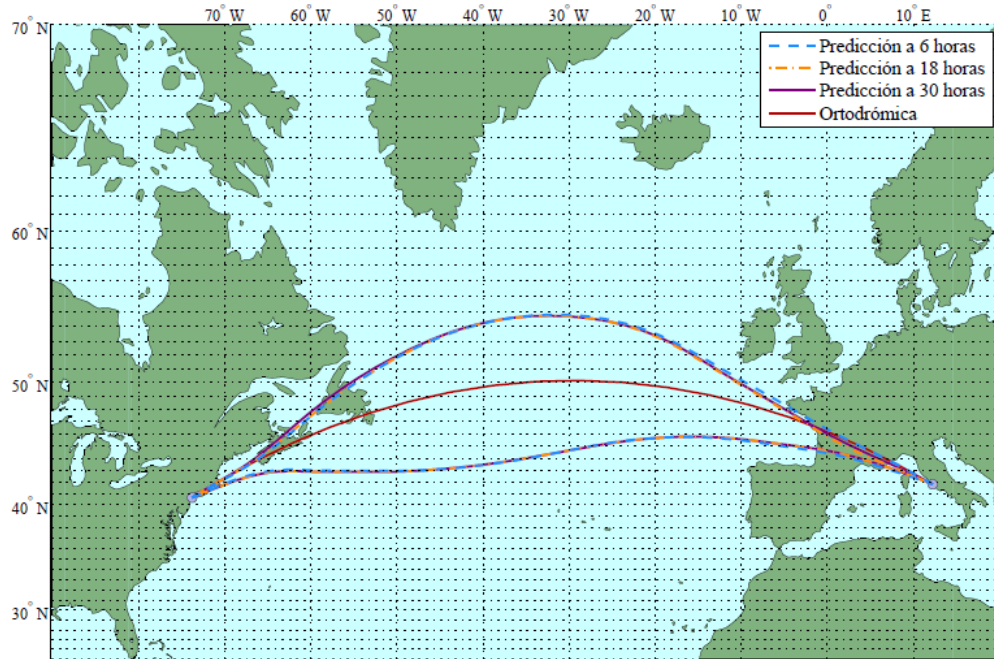 70° W 60° W 50° W 40° W 30° W 20° W 10° W 0° 10° E
70° N
Predicción a 6 horas
Predicción a 18 horas
Predicción a 30 horas
Ortodrómica
60° N
50° N
40° N
30° N